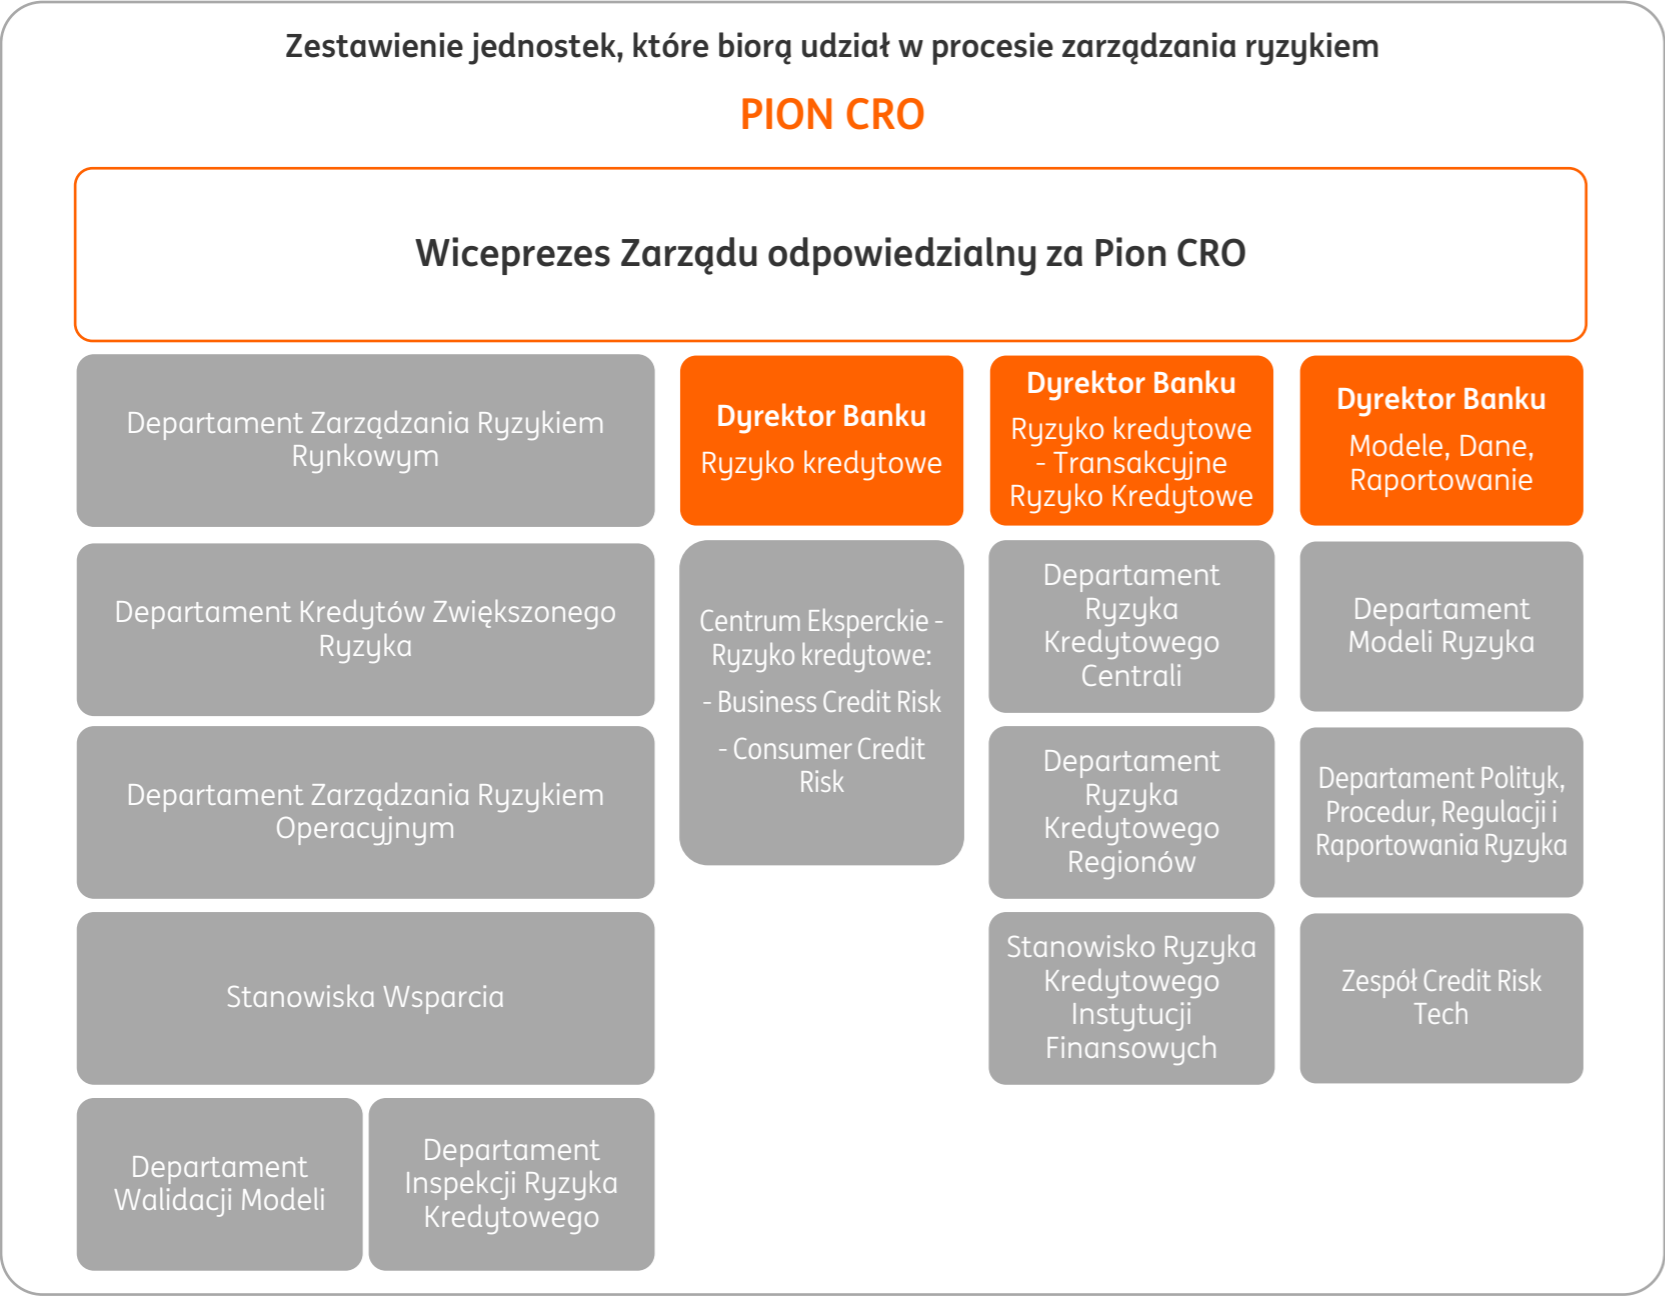 Zestawienie jednostek, które biorą udział w procesie zarządzania ryzykiem
PION CRO
Wiceprezes Zarządu odpowiedzialny za Pion CRO
Departament Zarządzania Ryzykiem
Rynkowym
Departament Kredytów Zwiększonego
Ryzyka
Departament Zarządzania Ryzykiem
Operacyjnym
Stanowiska Wsparcia
Departament
Walidacji Modeli
Departament
Inspekcji Ryzyka
Kredytowego
Dyrektor Banku
Ryzyko kredytowe
Centrum Eksperckie -
Ryzyko kredytowe:
- Business Credit Risk
- Consumer Credit
Risk
Dyrektor Banku
Ryzyko kredytowe
- Transakcyjne
Ryzyko Kredytowe
Departament
Ryzyka
Kredytowego
Centrali
Departament
Ryzyka
Kredytowego
Regionów
Stanowisko Ryzyka
Kredytowego
Instytucji
Finansowych
Dyrektor Banku
Modele, Dane,
Raportowanie
Departament
Modeli Ryzyka
Departament Polityk,
Procedur, Regulacji i
Raportowania Ryzyka
Zespół Credit Risk
Tech